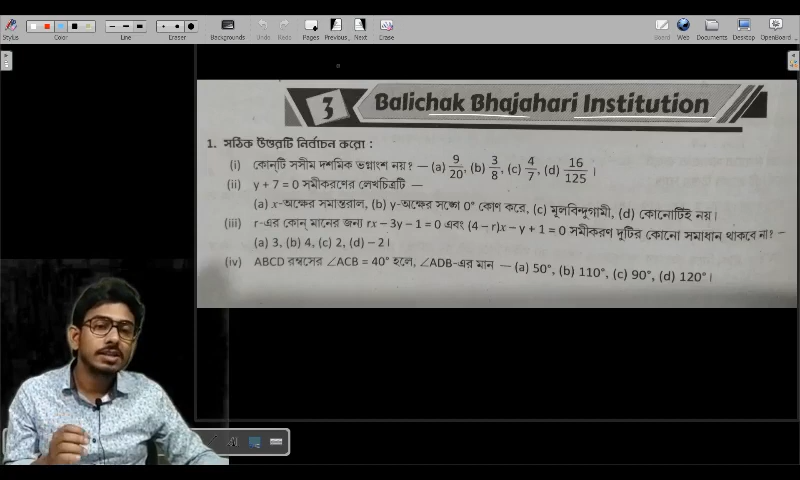 Stylus
Color
Line
Eraser
Backgrounds
Undo
Redo
Pages
Previous
Next
Erase
Board
Web
Documents
Desktop
OpenBoard
3 Balichak Bhajahari Institution
1. সঠিক উত্তরটি নির্বাচন করো :
(i) কোন্‌টি সসীম দশমিক ভগ্নাংশ নয়? — (a) 9/20, (b) 3/8, (c) 4/7, (d) 16/125 ।
(ii) y + 7 = 0 সমীকরণের লেখচিত্রটি —
(a) x-অক্ষের সমান্তরাল, (b) y-অক্ষের সঙ্গে 0° কোণ করে, (c) মূলবিন্দুগামী, (d) কোনোটিই নয়।
(iii) r-এর কোন্ মানের জন্য rx − 3y − 1 = 0 এবং (4 − r)x − y + 1 = 0 সমীকরণ দুটির কোনো সমাধান থাকবে না? −
(a) 3, (b) 4, (c) 2, (d) − 2।
(iv) ABCD রম্বসের ∠ACB = 40° হলে, ∠ADB-এর মান — (a) 50°, (b) 110°, (c) 90°, (d) 120°।